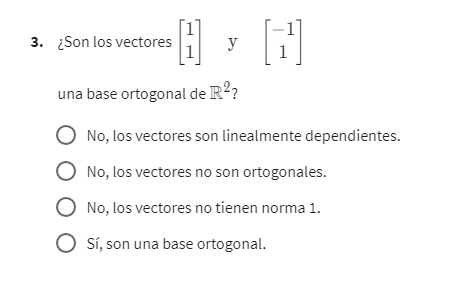 3. ¿Son los vectores [1 1] y [-1 1]
una base ortogonal de ℝ²?
No, los vectores son linealmente dependientes.
No, los vectores no son ortogonales.
No, los vectores no tienen norma 1.
Sí, son una base ortogonal.